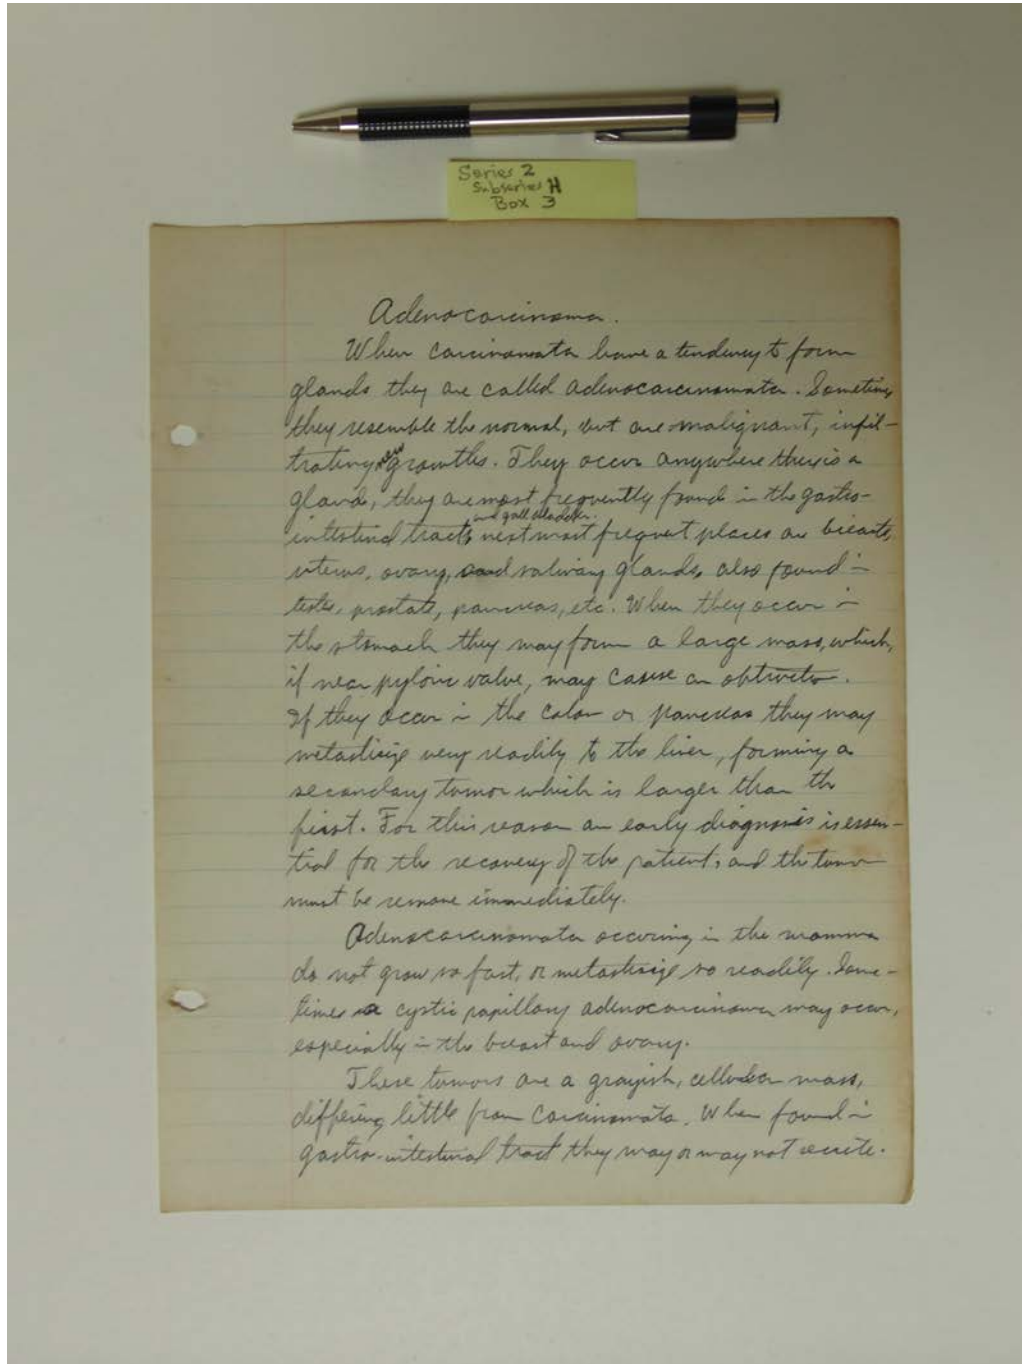 Series 2
Subseries H
Box 3
Adenocarcinoma.
When carcinomata have a tendency to form
glands they are called adenocarcinomata. Sometimes
they resemble the normal, but are malignant, infil-
trating growths. They occur anywhere there is a
gland, they are most frequently found in the gastro-
and gall bladder.
intestinal tract, next most frequent places are breasts,
uterus, ovary, and salivary glands, also found in
testes, prostate, pancreas, etc. When they occur in
the stomach they may form a large mass, which,
if near pyloric valve, may cause an obstruction.
If they occur in the colon or pancreas they may
metastisize very readily to the liver, forming a
secondary tumor which is larger than the
first. For this reason an early diagnosis is essen-
tial for the recovery of the patient, and the tumor
must be remove immediately.
Adenocarcinomata occuring in the mamma
do not grow so fast, or metastisize so readily. Some-
times a cystic papillary adenocarcinoma may occur,
especially in the breast and ovary.
These tumors are a grayish, cellular mass,
differing little from carcinomata. When found in
gastro-intestinal tract they may or may not secrete.